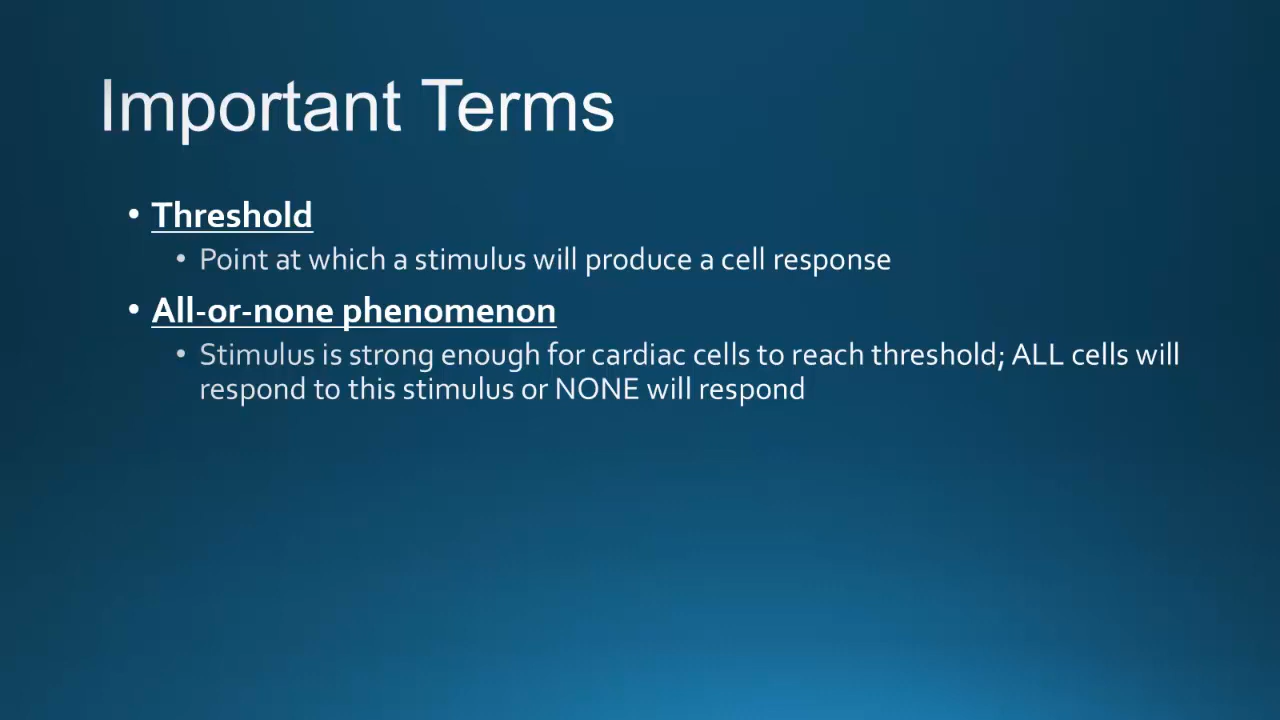 Important Terms
• Threshold
• Point at which a stimulus will produce a cell response
• All-or-none phenomenon
• Stimulus is strong enough for cardiac cells to reach threshold; ALL cells will
respond to this stimulus or NONE will respond